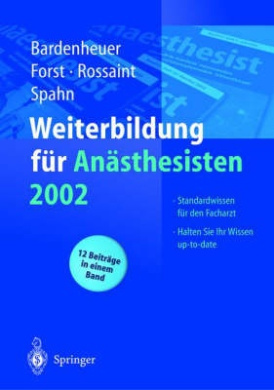 Bardenheuer
Forst · Rossaint
Spahn
Weiterbildung
für Anästhesisten
2002
· Standardwissen
für den Facharzt
· Halten Sie Ihr Wissen
up-to-date
12 Beiträge
in einem
Band
Springer